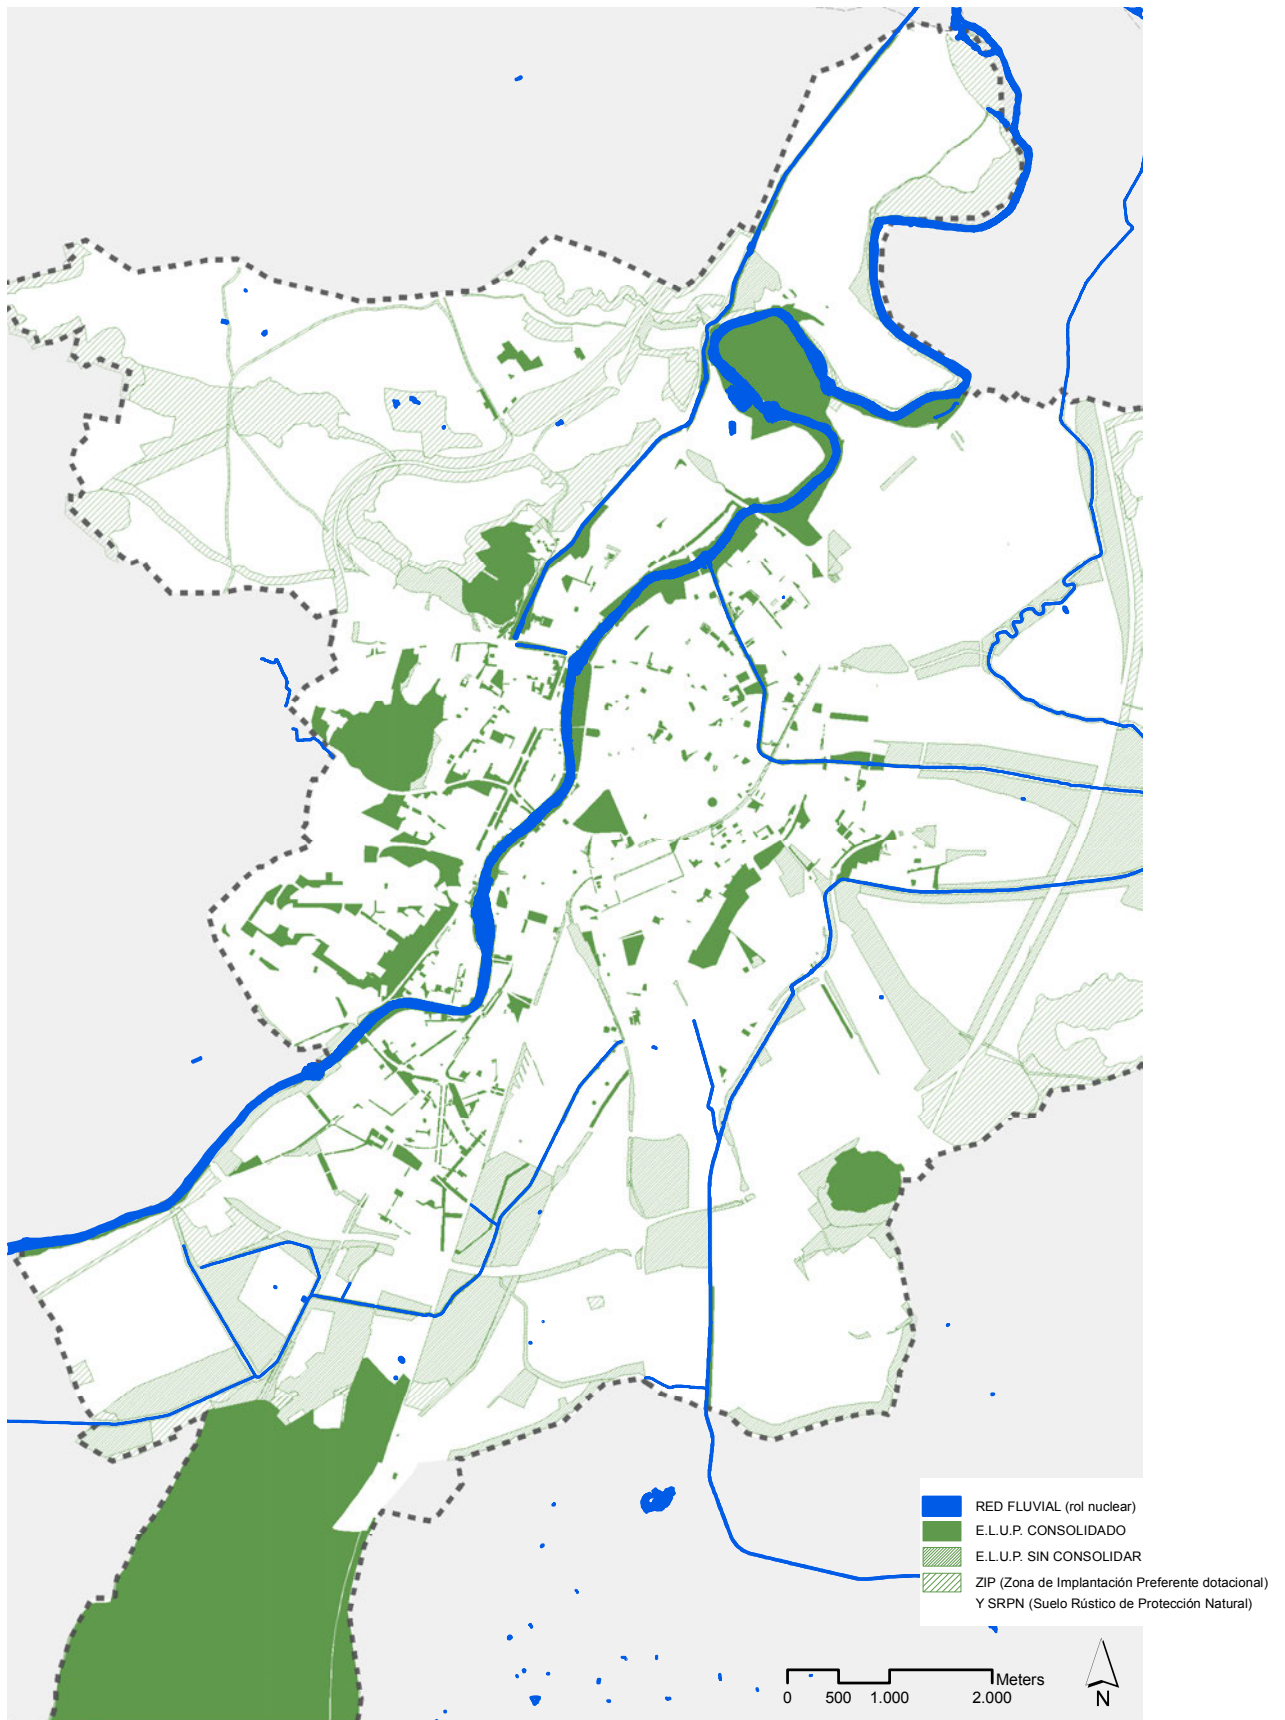 RED FLUVIAL (rol nuclear)
E.L.U.P. CONSOLIDADO
E.L.U.P. SIN CONSOLIDAR
ZIP (Zona de Implantación Preferente dotacional)
Y SRPN (Suelo Rústico de Protección Natural)
Meters
0 500 1.000 2.000
N